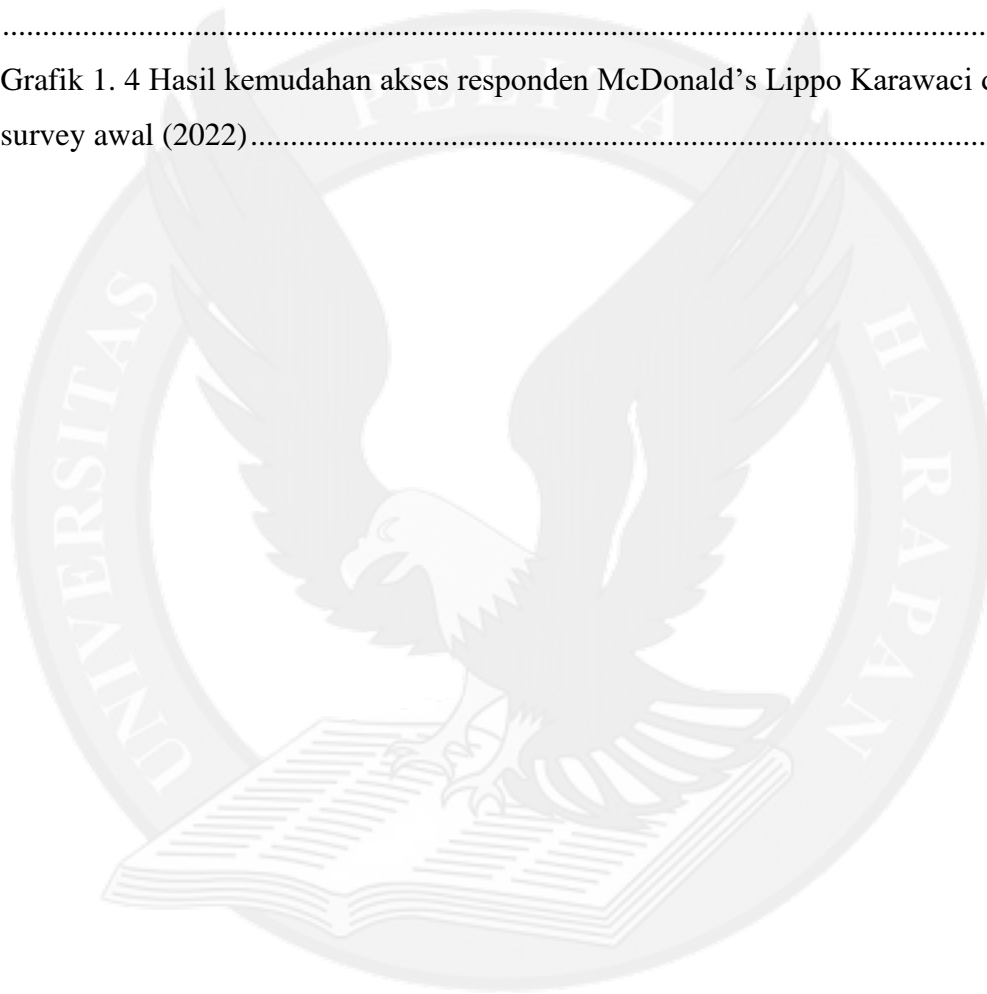 ................................................................................................................................
Grafik 1. 4 Hasil kemudahan akses responden McDonald’s Lippo Karawaci
survey awal (2022)................................................................................................
PELITA
UNIVERSITAS
HARAPAN